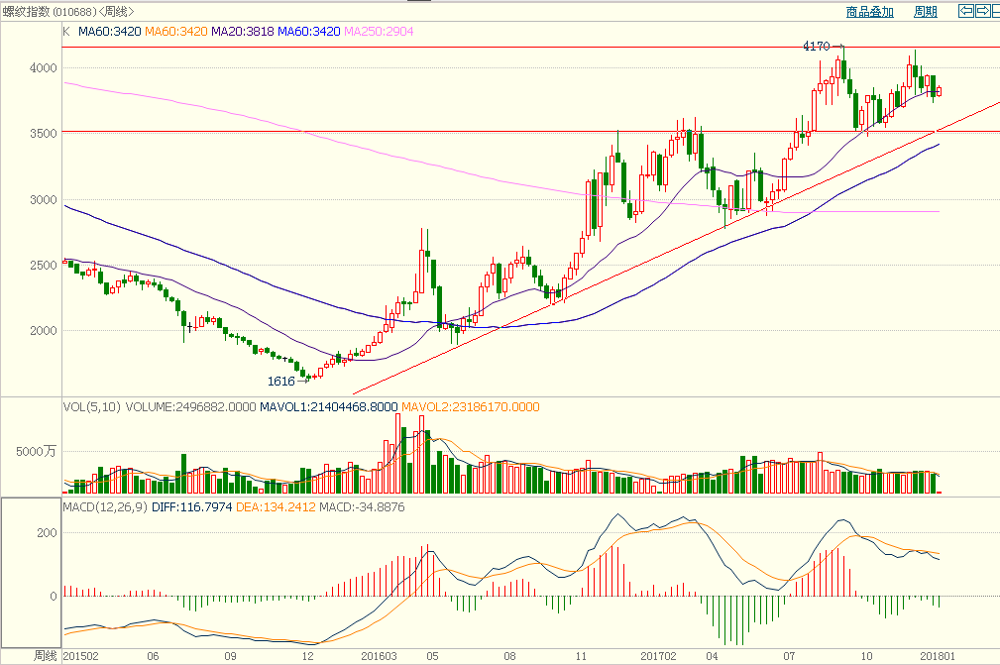 螺纹指数 (010688)〈周线〉 商品叠加 周期
K MA60:3420 MA60:3420 MA20:3818 MA60:3420 MA250:2904
4170
4000
3500
3000
2500
2000
1616
VOL(5,10) VOLUME:2496882.0000 MAVOL1:21404468.8000 MAVOL2:23186170.0000
5000万
MACD(12,26,9) DIFF:116.7974 DEA:134.2412 MACD:-34.8876
200
0
周线 201502 06 09 12 201603 05 08 11 201702 04 07 10 201801